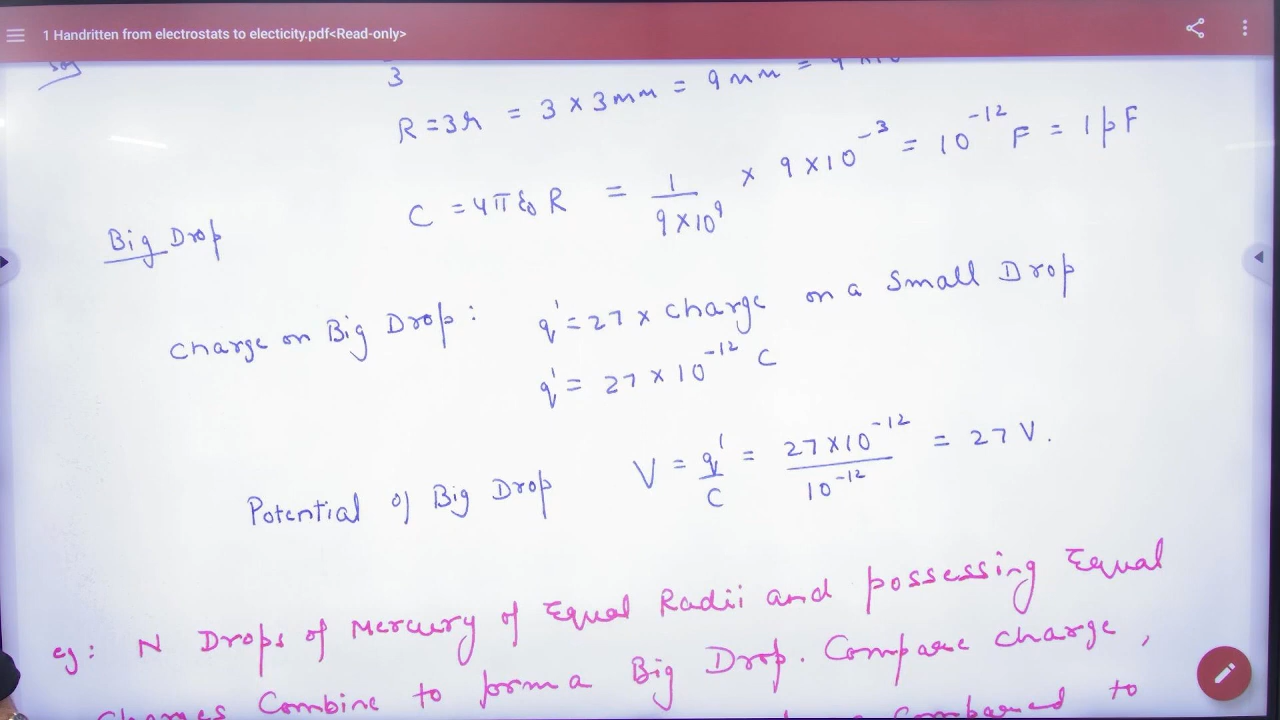 1 Handritten from electrostats to electicity.pdf<Read-only>
3
R = 3r = 3 × 3mm = 9mm =
C = 4πε₀R = 1/(9×10⁹) × 9×10⁻³ = 10⁻¹² F = 1pF
Big Drop
Charge on Big Drop: q' = 27 × charge on a small Drop
q' = 27 × 10⁻¹² C
Potential of Big Drop V = q'/C = 27×10⁻¹²/10⁻¹² = 27 V.
eg: N Drops of Mercury of Equal Radii and possessing Equal
Charges Combine to form a Big Drop. Compare charge,
Compared to